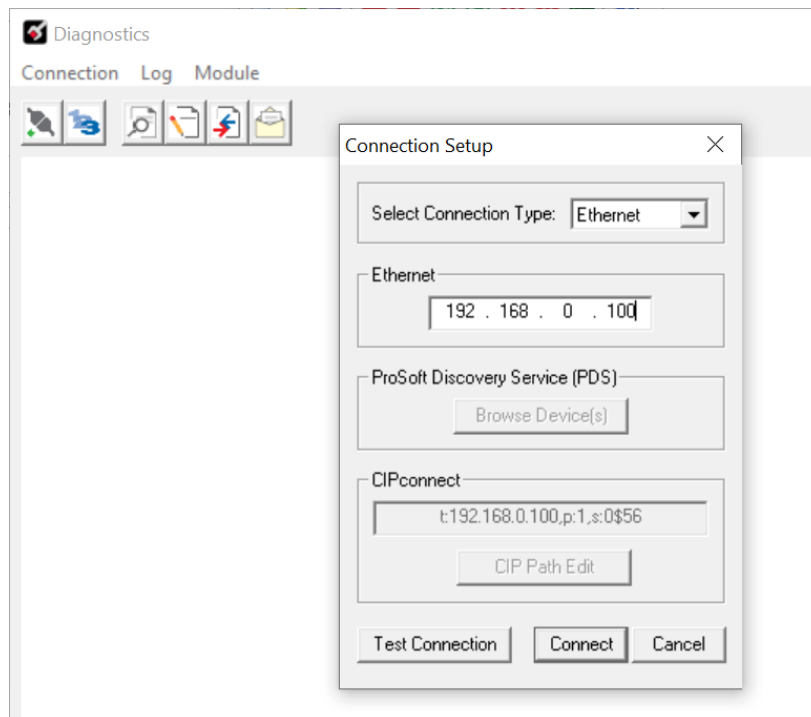 Diagnostics
Connection Log Module
Connection Setup
Select Connection Type: Ethernet
Ethernet
192 . 168 . 0 . 100
ProSoft Discovery Service (PDS)
Browse Device(s)
CIPconnect
t:192.168.0.100,p:1,s:0$56
CIP Path Edit
Test Connection Connect Cancel